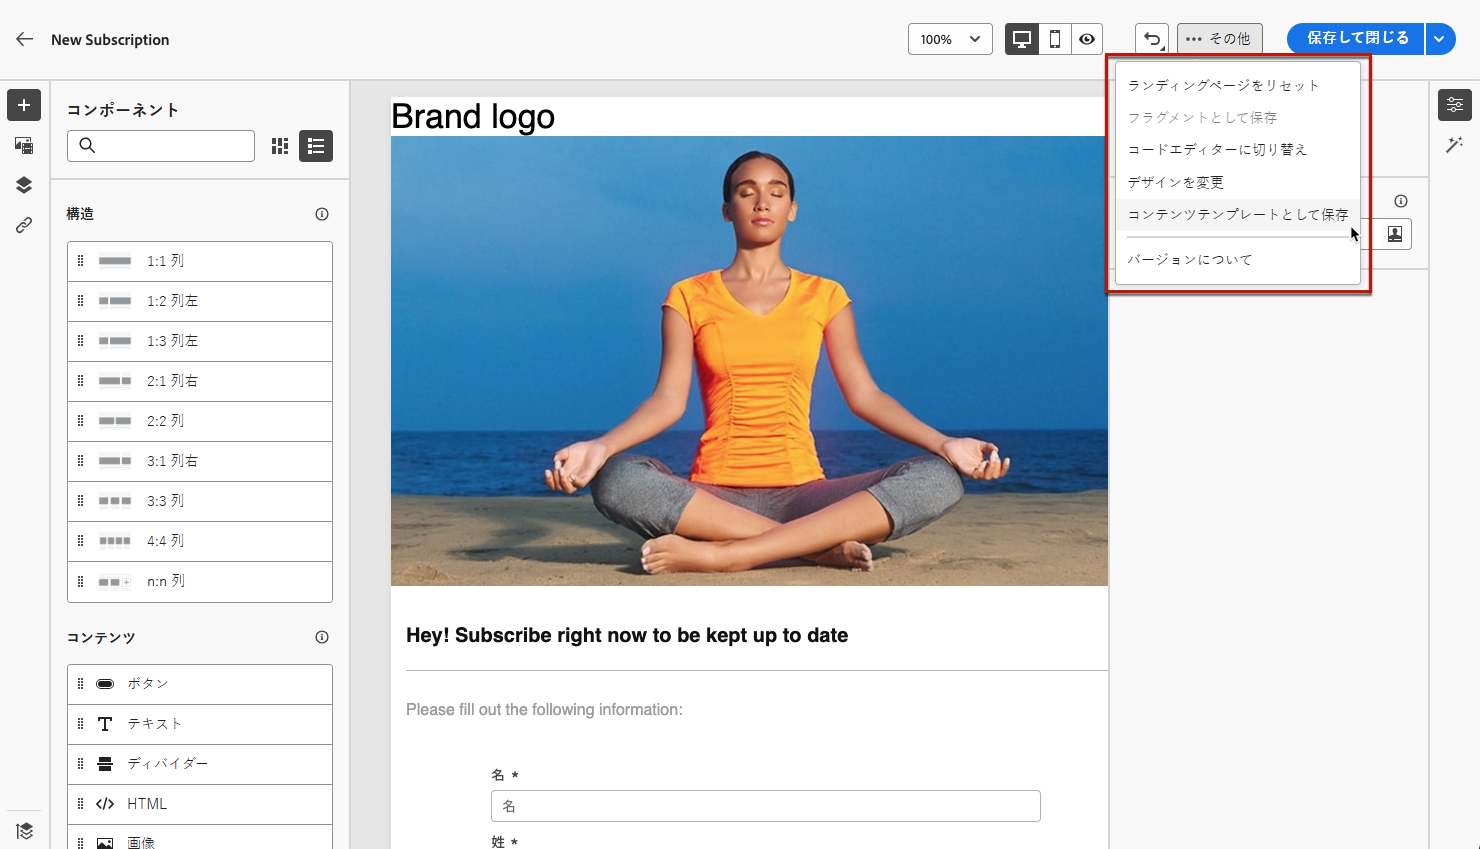 New Subscription
100%
その他
保存して閉じる
ランディングページをリセット
フラグメントとして保存
コードエディターに切り替え
デザインを変更
コンテンツテンプレートとして保存
バージョンについて
コンポーネント
構造
1:1 列
1:2 列左
1:3 列左
2:1 列右
2:2 列
3:1 列右
3:3 列
4:4 列
n:n 列
コンテンツ
ボタン
テキスト
ディバイダー
HTML
画像
Brand logo
Hey! Subscribe right now to be kept up to date
Please fill out the following information:
名 *
名
姓 *